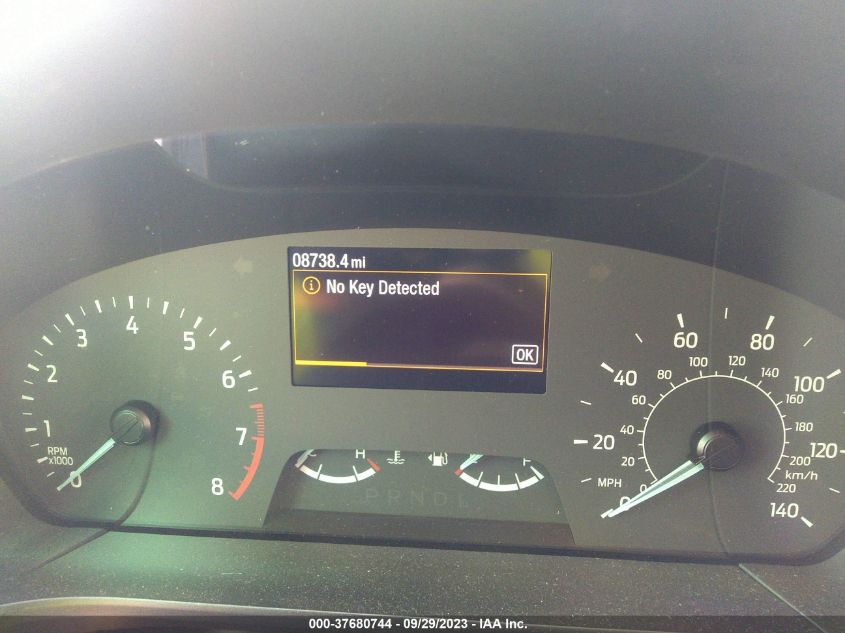 08738.4 mi
No Key Detected
OK
0 1 2 3 4 5 6 7 8
RPM
x1000
C H E F
P R N D L
0 20 40 60 80 100 120 140
MPH
0 20 40 60 80 100 120 140 160 180 200 220
km/h
000-37680744 / 09/29/2023 - IAA Inc.